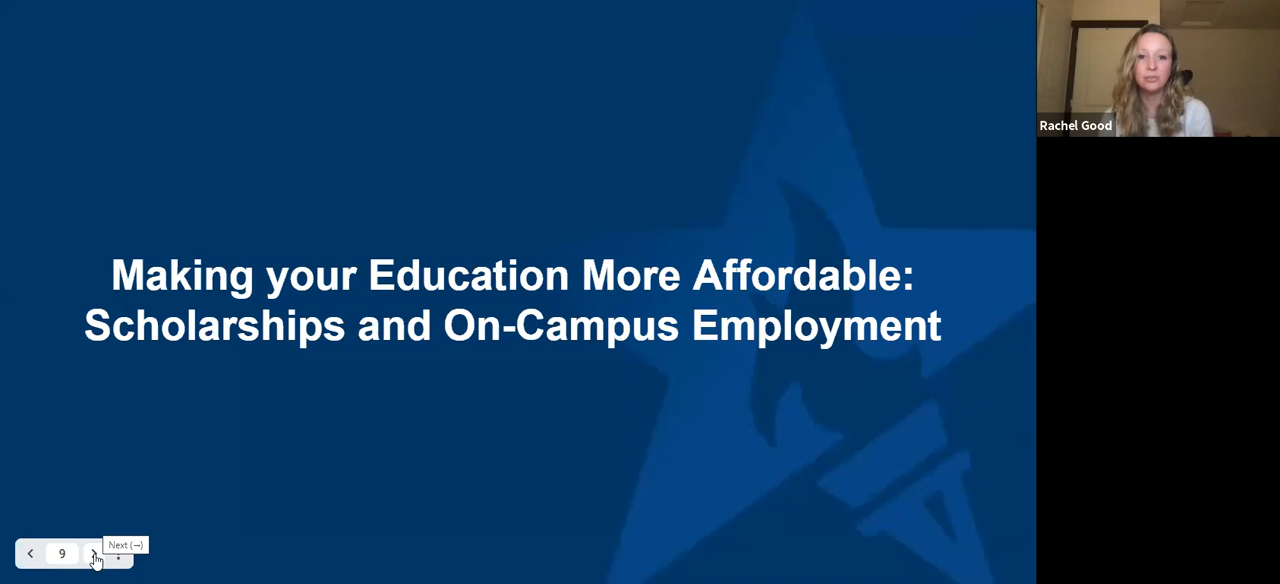 Making your Education More Affordable:
Scholarships and On-Campus Employment
Rachel Good
9
Next (→)